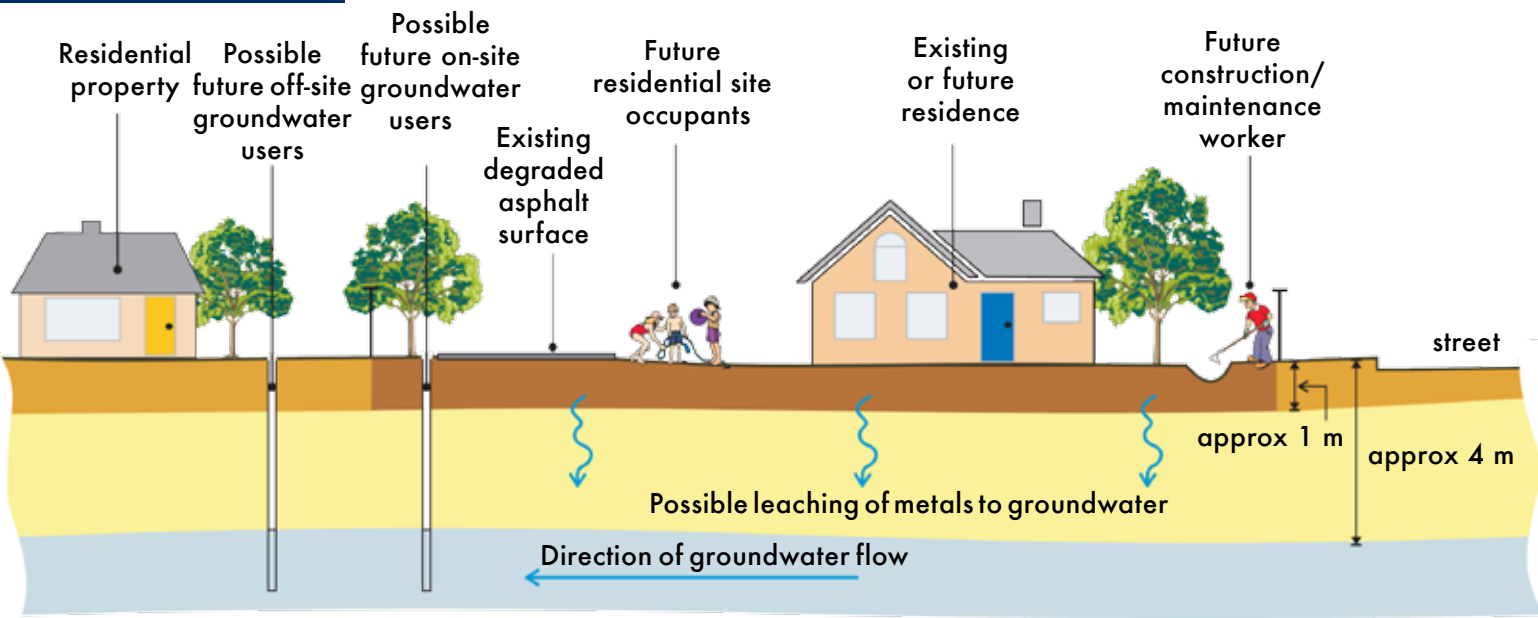 Residential
property
Possible
future off-site
groundwater
users
Possible
future on-site
groundwater
users
Existing
degraded
asphalt
surface
Future
residential site
occupants
Existing
or future
residence
Future
construction/
maintenance
worker
street
approx 1 m
approx 4 m
Possible leaching of metals to groundwater
Direction of groundwater flow